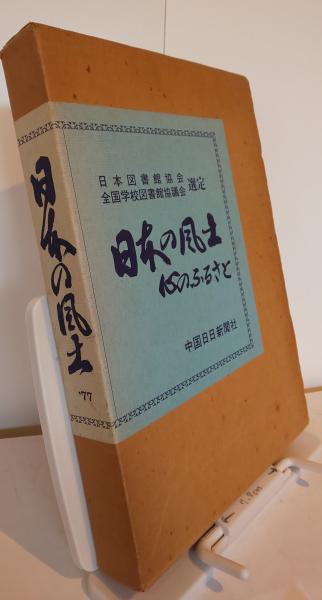 日本の風土
'77
日本図書館協会
全国学校図書館協議会 選定
日本の風土
心のふるさと
中国日日新聞社